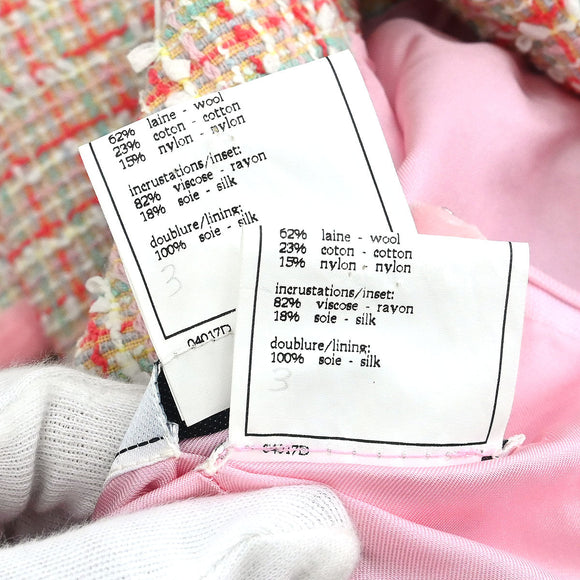 62% laine - wool
23% coton - cotton
15% nylon - nylon
incrustations/inset:
82% viscose - rayon
18% soie - silk
doublure/lining:
100% soie - silk
3
04017D
62% laine - wool
23% coton - cotton
15% nylon - nylon
incrustations/inset:
82% viscose - rayon
18% soie - silk
doublure/lining:
100% soie - silk
3
04017D